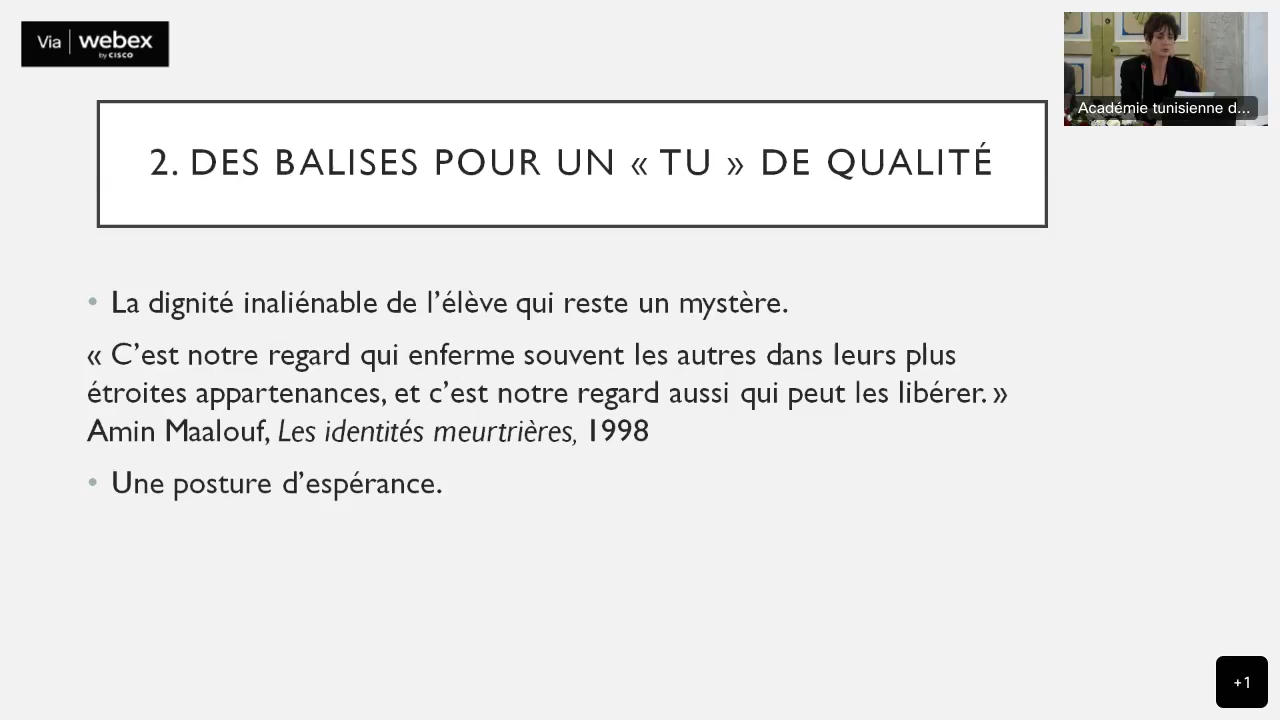 Via webex
by CISCO
Académie tunisienne d...
2. DES BALISES POUR UN « TU » DE QUALITÉ
• La dignité inaliénable de l’élève qui reste un mystère.
« C’est notre regard qui enferme souvent les autres dans leurs plus
étroites appartenances, et c’est notre regard aussi qui peut les libérer. »
Amin Maalouf, Les identités meurtrières, 1998
• Une posture d’espérance.
+1